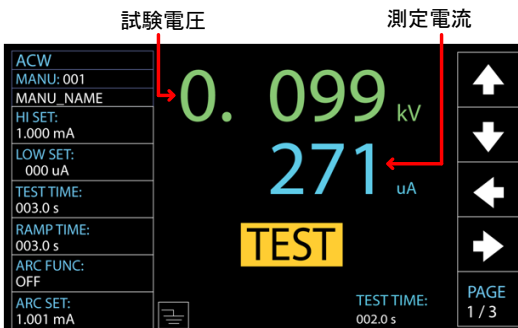 試験電圧
測定電流
ACW
MANU: 001
MANU_NAME
HI SET:
1.000 mA
LOW SET:
000 uA
TEST TIME:
003.0 s
RAMP TIME:
003.0 s
ARC FUNC:
OFF
ARC SET:
1.001 mA
0. 099 kV
271 uA
TEST
TEST TIME:
002.0 s
PAGE
1 / 3